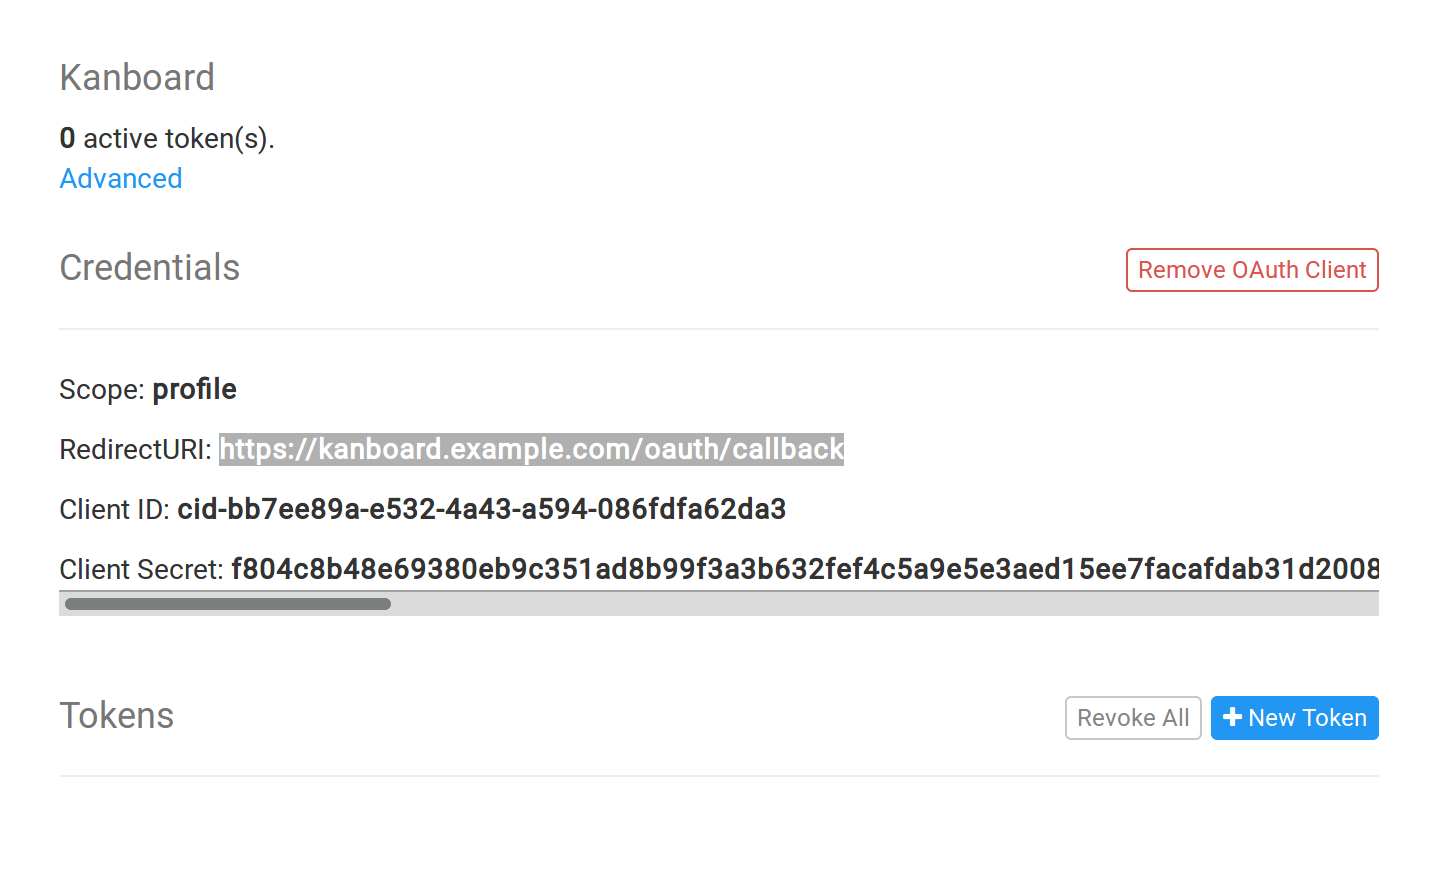 Kanboard
0 active token(s).
Advanced
Credentials
Remove OAuth Client
Scope: profile
RedirectURI: https://kanboard.example.com/oauth/callback
Client ID: cid-bb7ee89a-e532-4a43-a594-086fdfa62da3
Client Secret: f804c8b48e69380eb9c351ad8b99f3a3b632fef4c5a9e5e3aed15ee7facafdab31d2008
Tokens
Revoke All
New Token